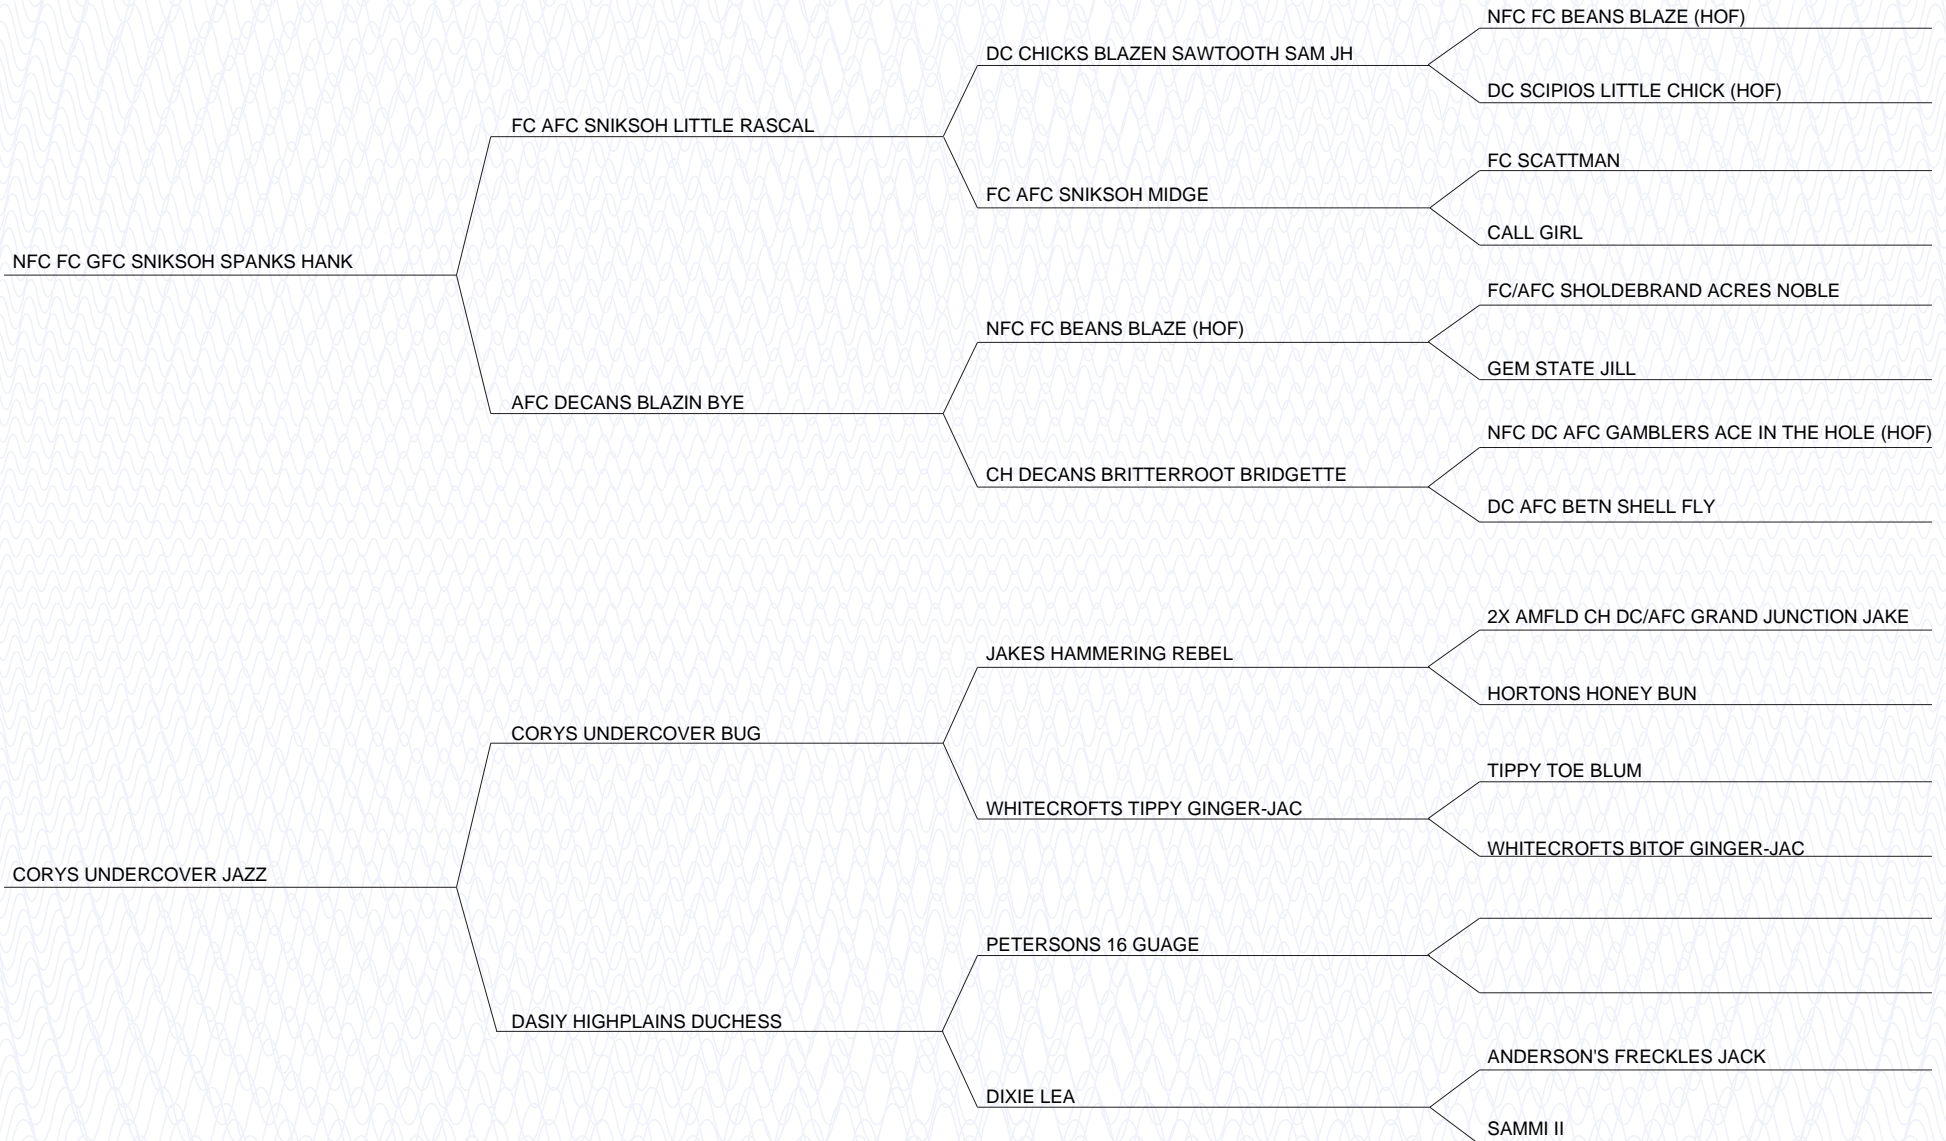 NFC FC BEANS BLAZE (HOF)
DC CHICKS BLAZEN SAWTOOTH SAM JH
DC SCIPIOS LITTLE CHICK (HOF)
FC AFC SNIKSOH LITTLE RASCAL
FC SCATTMAN
FC AFC SNIKSOH MIDGE
CALL GIRL
NFC FC GFC SNIKSOH SPANKS HANK
FC/AFC SHOLDEBRAND ACRES NOBLE
NFC FC BEANS BLAZE (HOF)
GEM STATE JILL
AFC DECANS BLAZIN BYE
NFC DC AFC GAMBLERS ACE IN THE HOLE (HOF)
CH DECANS BRITTERROOT BRIDGETTE
DC AFC BETN SHELL FLY
2X AMFLD CH DC/AFC GRAND JUNCTION JAKE
JAKES HAMMERING REBEL
HORTONS HONEY BUN
CORYS UNDERCOVER BUG
TIPPY TOE BLUM
WHITECROFTS TIPPY GINGER-JAC
WHITECROFTS BITOF GINGER-JAC
CORYS UNDERCOVER JAZZ
PETERSONS 16 GUAGE
DASIY HIGHPLAINS DUCHESS
ANDERSON'S FRECKLES JACK
DIXIE LEA
SAMMI II